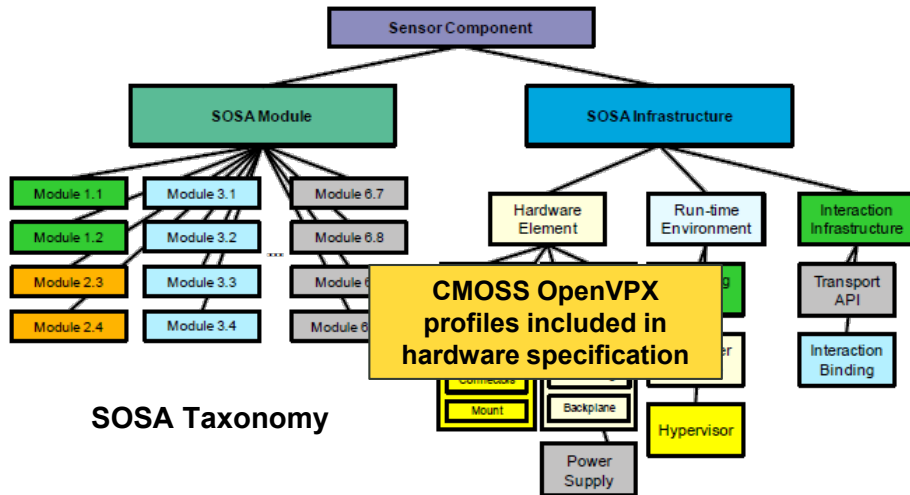 Sensor Component
SOSA Module
SOSA Infrastructure
Module 1.1
Module 3.1
Module 6.7
Module 1.2
Module 3.2
Module 6.8
...
Module 2.3
Module 3.3
Module 2.4
Module 3.4
Hardware
Element
Run-time
Environment
Interaction
Infrastructure
Transport
API
Interaction
Binding
CMOSS OpenVPX
profiles included in
hardware specification
Connectors
Mount
Backplane
Hypervisor
Power
Supply
SOSA Taxonomy